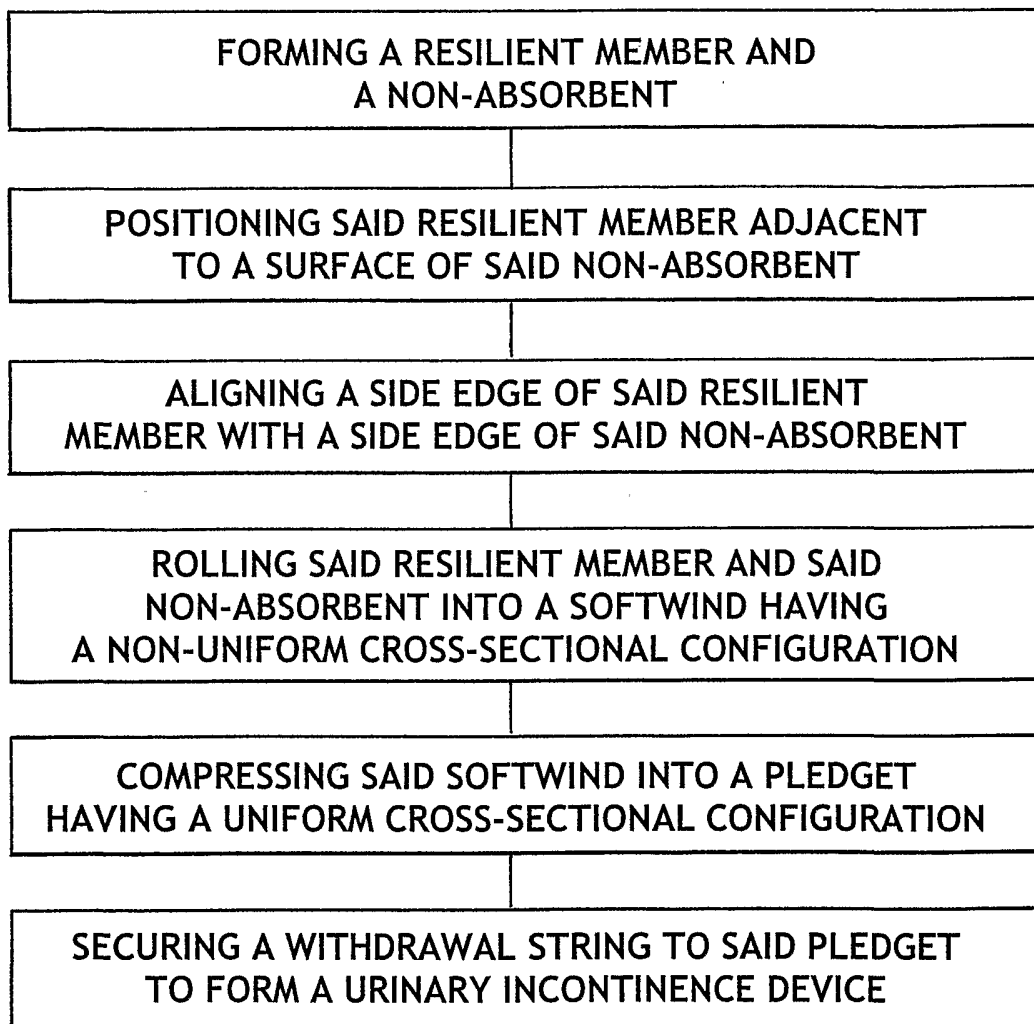 FORMING A RESILIENT MEMBER AND
A NON-ABSORBENT
POSITIONING SAID RESILIENT MEMBER ADJACENT
TO A SURFACE OF SAID NON-ABSORBENT
ALIGNING A SIDE EDGE OF SAID RESILIENT
MEMBER WITH A SIDE EDGE OF SAID NON-ABSORBENT
ROLLING SAID RESILIENT MEMBER AND SAID
NON-ABSORBENT INTO A SOFTWIND HAVING
A NON-UNIFORM CROSS-SECTIONAL CONFIGURATION
COMPRESSING SAID SOFTWIND INTO A PLEDGET
HAVING A UNIFORM CROSS-SECTIONAL CONFIGURATION
SECURING A WITHDRAWAL STRING TO SAID PLEDGET
TO FORM A URINARY INCONTINENCE DEVICE